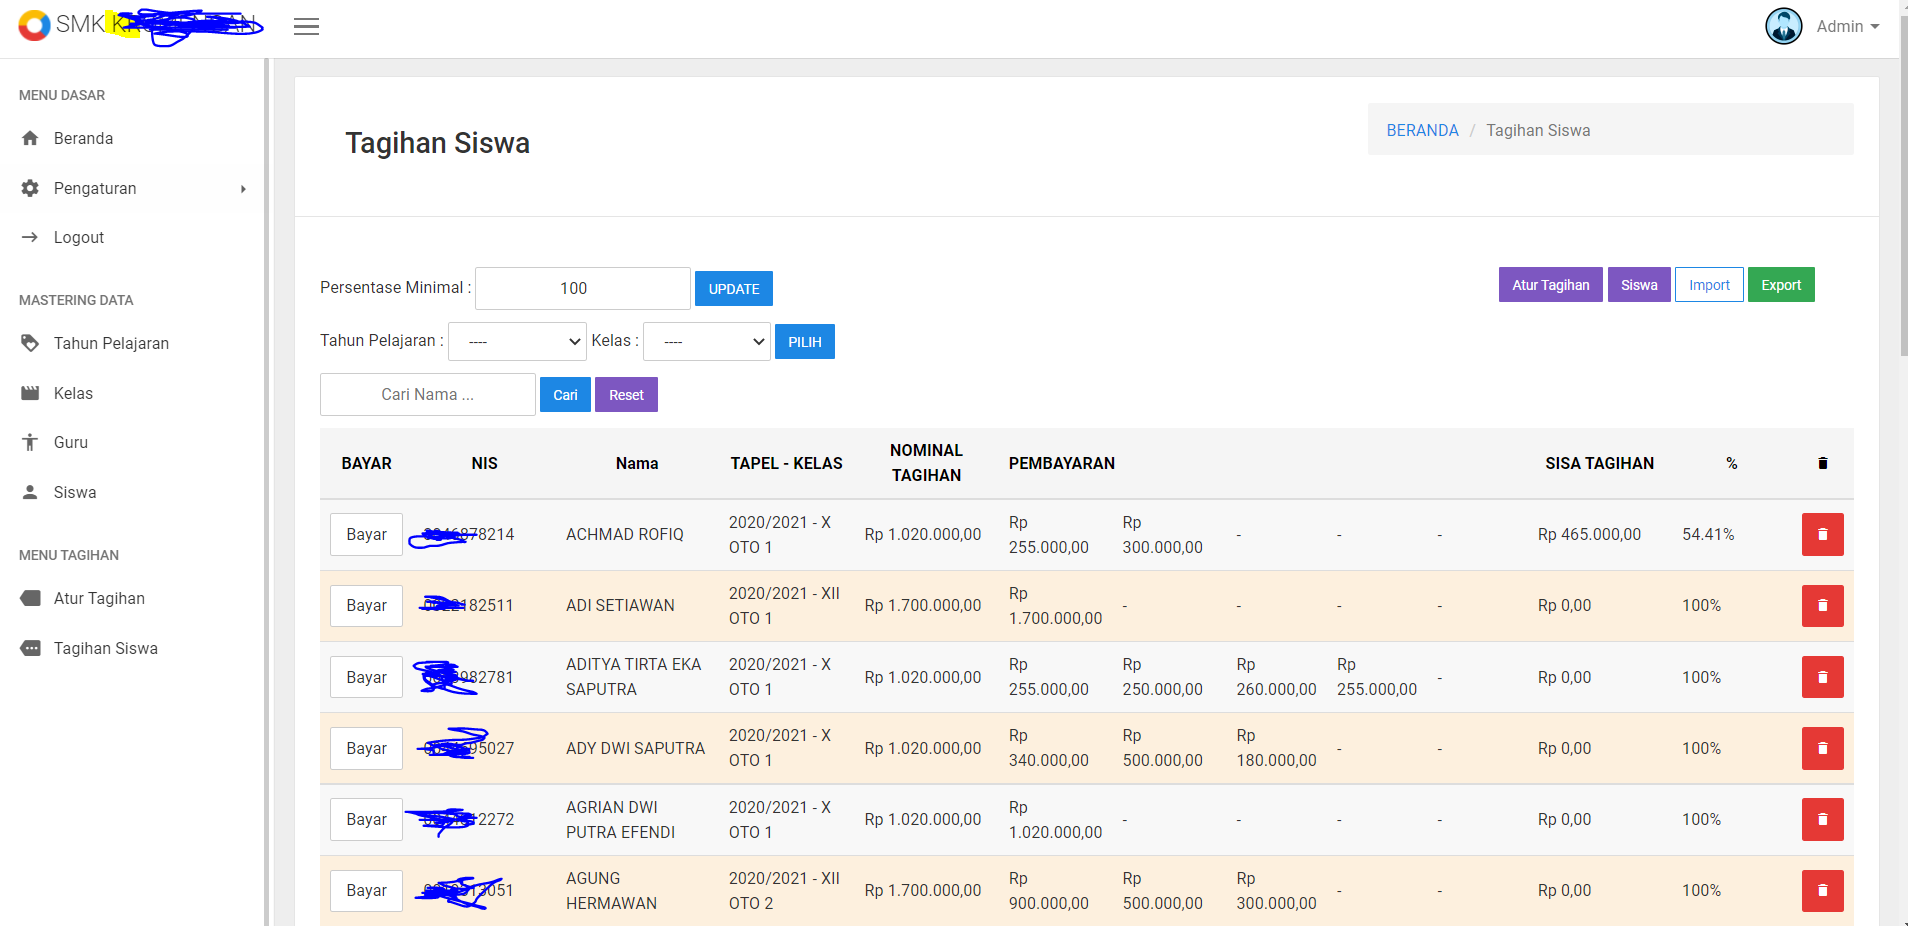 SMK
Admin
MENU DASAR
Beranda
Pengaturan
Logout
MASTERING DATA
Tahun Pelajaran
Kelas
Guru
Siswa
MENU TAGIHAN
Atur Tagihan
Tagihan Siswa
Tagihan Siswa
BERANDA / Tagihan Siswa
Persentase Minimal : 100 UPDATE
Atur Tagihan Siswa Import Export
Tahun Pelajaran : ---- Kelas : ---- PILIH
Cari Nama ... Cari Reset
BAYAR NIS Nama TAPEL - KELAS NOMINAL TAGIHAN PEMBAYARAN SISA TAGIHAN %
Bayar 78214 ACHMAD ROFIQ 2020/2021 - X OTO 1 Rp 1.020.000,00 Rp 255.000,00 Rp 300.000,00 - - - Rp 465.000,00 54.41%
Bayar 182511 ADI SETIAWAN 2020/2021 - XII OTO 1 Rp 1.700.000,00 Rp 1.700.000,00 - - - - Rp 0,00 100%
Bayar 982781 ADITYA TIRTA EKA SAPUTRA 2020/2021 - X OTO 1 Rp 1.020.000,00 Rp 255.000,00 Rp 250.000,00 Rp 260.000,00 Rp 255.000,00 - Rp 0,00 100%
Bayar 95027 ADY DWI SAPUTRA 2020/2021 - X OTO 1 Rp 1.020.000,00 Rp 340.000,00 Rp 500.000,00 Rp 180.000,00 - - Rp 0,00 100%
Bayar 2272 AGRIAN DWI PUTRA EFENDI 2020/2021 - X OTO 1 Rp 1.020.000,00 Rp 1.020.000,00 - - - - Rp 0,00 100%
Bayar 3051 AGUNG HERMAWAN 2020/2021 - XII OTO 2 Rp 1.700.000,00 Rp 900.000,00 Rp 500.000,00 Rp 300.000,00 - - Rp 0,00 100%